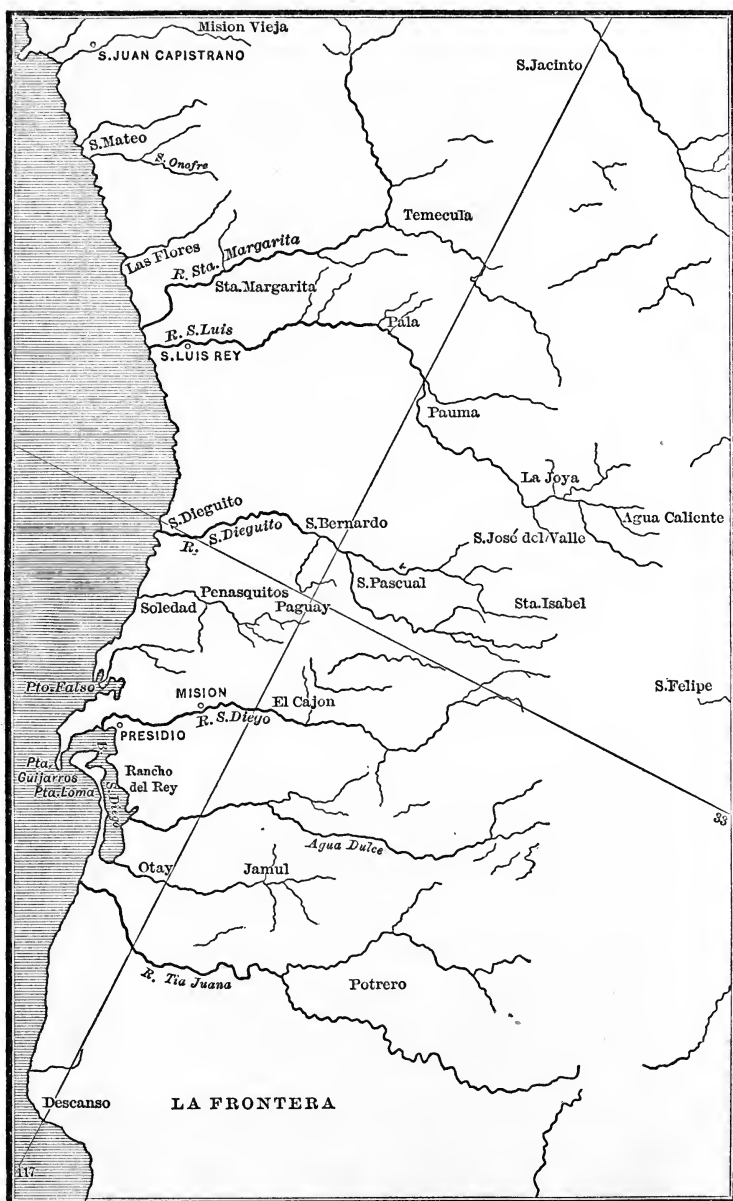 Mision Vieja
S. JUAN CAPISTRANO
S. Jacinto
S. Mateo
S. Onofre
Temecula
Las Flores
R. Sta. Margarita
Sta. Margarita
R. S. Luis
S. LUIS REY
Pala
Pauma
La Joya
Agua Caliente
S. Dieguito
R. S. Dieguito
S. Bernardo
S. José del Valle
S. Pascual
Penasquitos
Soledad
Paguay
Sta. Isabel
Pto. Falso
MISION
El Cajon
S. Felipe
R. S. Diego
PRESIDIO
Pta.
Guijarros
Pta. Loma
B. S. Diego
Rancho
del Rey
33
Agua Dulce
Otay
Jamul
R. Tia Juana
Potrero
Descanso
LA FRONTERA
117